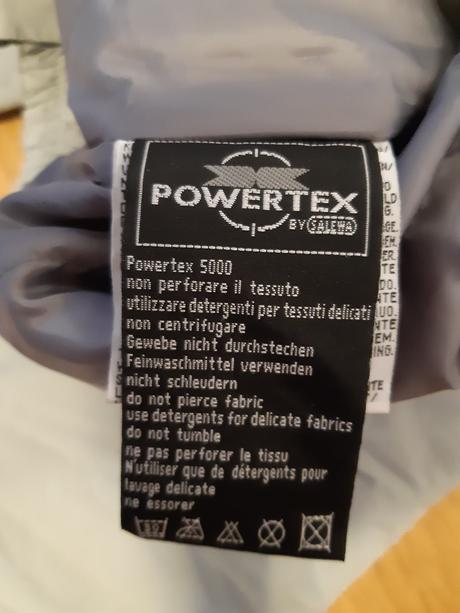 POWERTEX
BY SALEWA
Powertex 5000
non perforare il tessuto
utilizzare detergenti per tessuti delicati
non centrifugare
Gewebe nicht durchstechen
Feinwaschmittel verwenden
nicht schleudern
do not pierce fabric
use detergents for delicate fabrics
do not tumble
ne pas perforer le tissu
N'utiliser que de détergents pour
lavage delicate
ne essorer